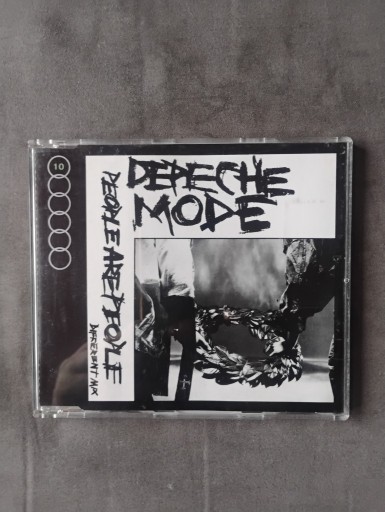 10
DEPECHE
MODE
PEOPLE ARE PEOPLE
DIFFERENT MIX